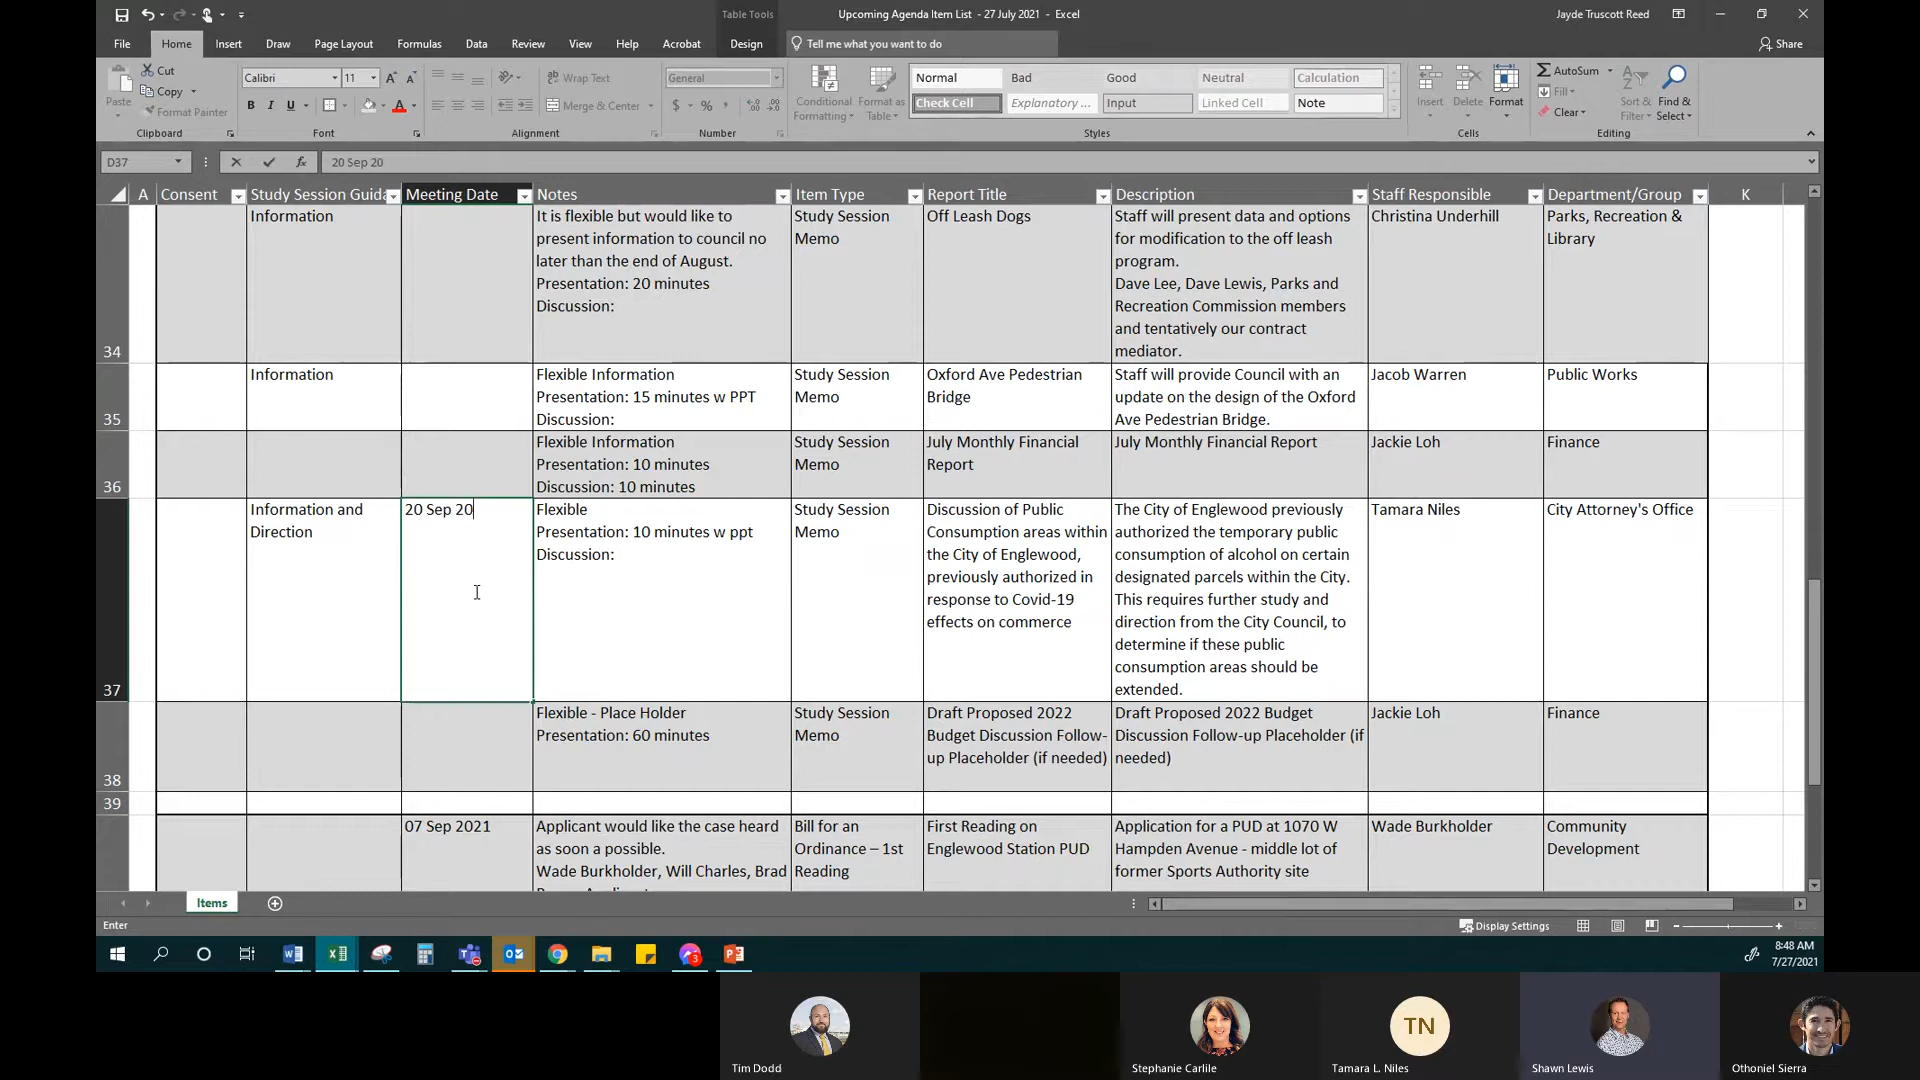 Table Tools
Upcoming Agenda Item List - 27 July 2021 - Excel
Jayde Truscott Reed
File Home Insert Draw Page Layout Formulas Data Review View Help Acrobat Design Tell me what you want to do Share
Paste
Cut
Copy
Format Painter
Clipboard
Calibri 11
B I U
Font
Wrap Text
Merge & Center
Alignment
General
$ % ,
Number
Conditional Formatting
Format as Table
Normal Bad Good Neutral Calculation
Check Cell Explanatory ... Input Linked Cell Note
Styles
Insert Delete Format
Cells
AutoSum
Fill
Clear
Sort & Filter
Find & Select
Editing
D37 fx 20 Sep 20
A Consent Study Session Guida Meeting Date Notes Item Type Report Title Description Staff Responsible Department/Group K
34
Information
It is flexible but would like to
present information to council no
later than the end of August.
Presentation: 20 minutes
Discussion:
Study Session
Memo
Off Leash Dogs
Staff will present data and options
for modification to the off leash
program.
Dave Lee, Dave Lewis, Parks and
Recreation Commission members
and tentatively our contract
mediator.
Christina Underhill
Parks, Recreation &
Library
35
Information
Flexible Information
Presentation: 15 minutes w PPT
Discussion:
Study Session
Memo
Oxford Ave Pedestrian
Bridge
Staff will provide Council with an
update on the design of the Oxford
Ave Pedestrian Bridge.
Jacob Warren
Public Works
36
Flexible Information
Presentation: 10 minutes
Discussion: 10 minutes
Study Session
Memo
July Monthly Financial
Report
July Monthly Financial Report
Jackie Loh
Finance
37
Information and
Direction
20 Sep 20
Flexible
Presentation: 10 minutes w ppt
Discussion:
Study Session
Memo
Discussion of Public
Consumption areas within
the City of Englewood,
previously authorized in
response to Covid-19
effects on commerce
The City of Englewood previously
authorized the temporary public
consumption of alcohol on certain
designated parcels within the City.
This requires further study and
direction from the City Council, to
determine if these public
consumption areas should be
extended.
Tamara Niles
City Attorney's Office
38
Flexible - Place Holder
Presentation: 60 minutes
Study Session
Memo
Draft Proposed 2022
Budget Discussion Follow-
up Placeholder (if needed)
Draft Proposed 2022 Budget
Discussion Follow-up Placeholder (if
needed)
Jackie Loh
Finance
39
07 Sep 2021
Applicant would like the case heard
as soon a possible.
Wade Burkholder, Will Charles, Brad
Bill for an
Ordinance – 1st
Reading
First Reading on
Englewood Station PUD
Application for a PUD at 1070 W
Hampden Avenue - middle lot of
former Sports Authority site
Wade Burkholder
Community
Development
Items
Enter
Display Settings
3
8:48 AM
7/27/2021
TN
Tim Dodd
Stephanie Carlile
Tamara L. Niles
Shawn Lewis
Othoniel Sierra